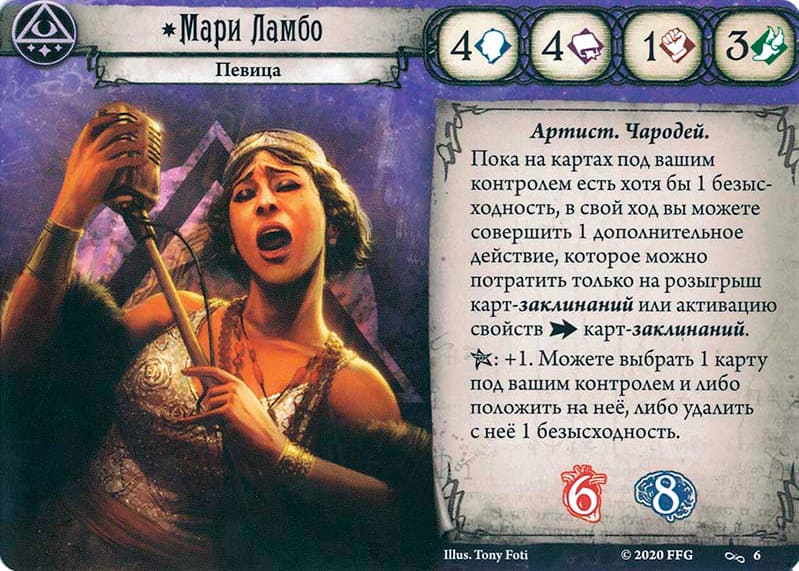 Мари Ламбо
Певица
4 4 1 3
Артист. Чародей.
Пока на картах под вашим
контролем есть хотя бы 1 безыс-
ходность, в свой ход вы можете
совершить 1 дополнительное
действие, которое можно
потратить только на розыгрыш
карт-заклинаний или активацию
свойств карт-заклинаний.
: +1. Можете выбрать 1 карту
под вашим контролем и либо
положить на неё, либо удалить
с неё 1 безысходность.
6 8
Illus. Tony Foti © 2020 FFG 6